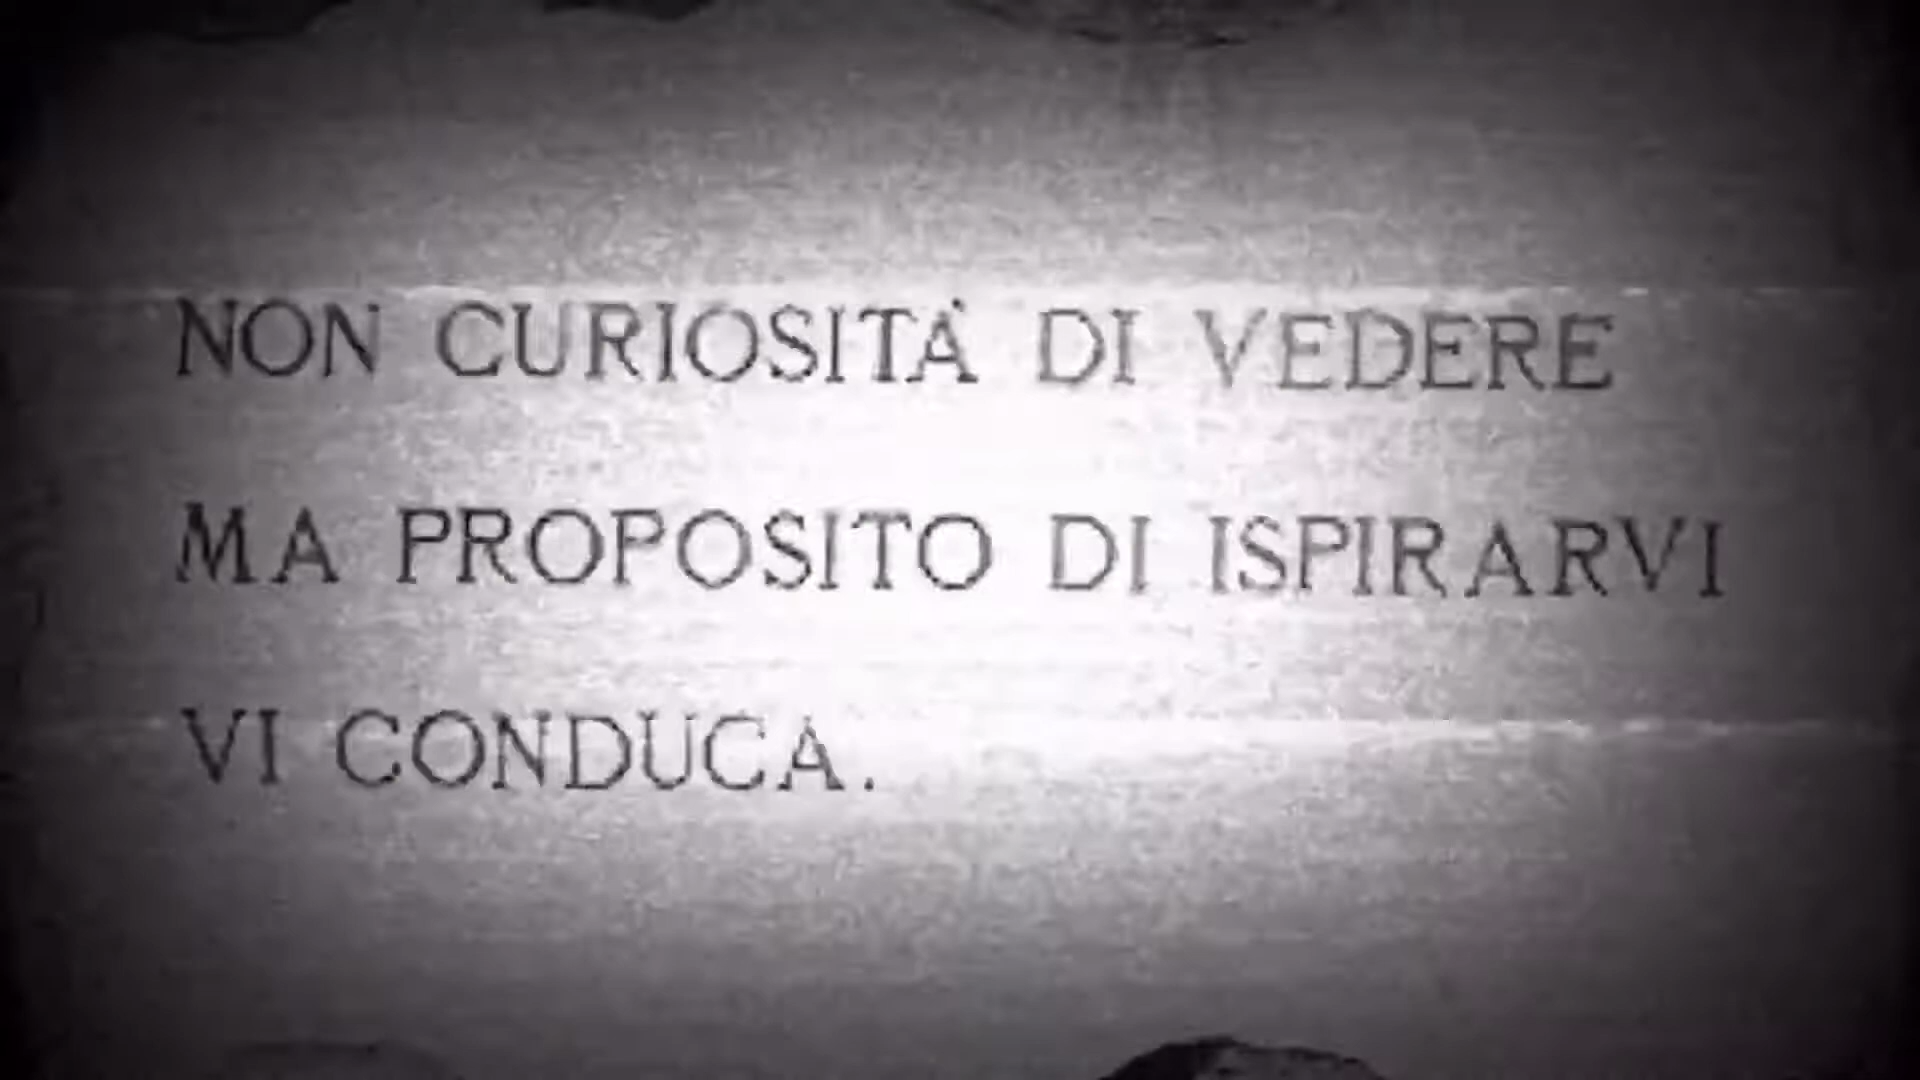 NON CURIOSITÀ DI VEDERE
MA PROPOSITO DI ISPIRARVI
VI CONDUCA.